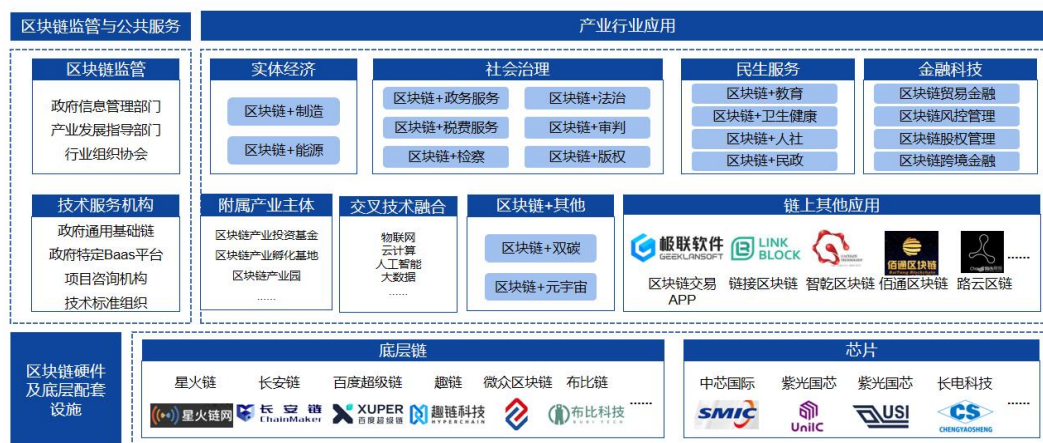 区块链监管与公共服务
产业行业应用
区块链监管
政府信息管理部门
产业发展指导部门
行业组织协会
实体经济
区块链+制造
区块链+能源
社会治理
区块链+政务服务
区块链+法治
区块链+税费服务
区块链+审判
区块链+检察
区块链+版权
民生服务
区块链+教育
区块链+卫生健康
区块链+人社
区块链+民政
金融科技
区块链贸易金融
区块链风控管理
区块链股权管理
区块链跨境金融
技术服务机构
政府通用基础链
政府特定Baas平台
项目咨询机构
技术标准组织
附属产业主体
区块链产业投资基金
区块链产业孵化基地
区块链产业园
……
交叉技术融合
物联网
云计算
人工智能
大数据
……
区块链+其他
区块链+双碳
区块链+元宇宙
链上其他应用
极联软件
GEEKLANSOFT
LINK
BLOCK
佰通区块链
……
区块链交易
APP
链接区块链
智乾区块链
佰通区块链
路云区链
区块链硬件
及底层配套
设施
底层链
星火链
长安链
百度超级链
趣链
微众区块链
布比链
星火链网
长安链
ChainMaker
XUPER
百度超级链
趣链科技
HYPERCHAIN
布比科技
BUBI TECH
……
芯片
中芯国际
紫光国芯
紫光国芯
长电科技
SMIC
UniIC
USI
CS
CHENGYAOSHENG
……